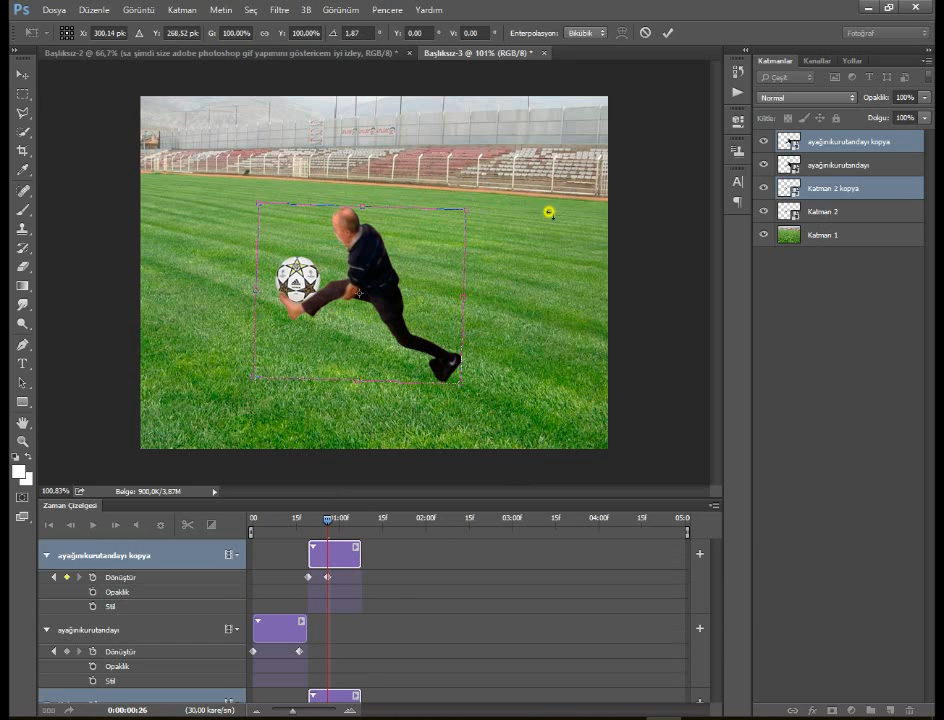 Ps Dosya Düzenle Görüntü Katman Metin Seç Filtre 3B Görünüm Pencere Yardım
X: 300.14 pk Y: 268,52 pk G: 100.00% Y: 100,00% 1.87 ° Y: 0.00 ° V: 0.00 ° Enterpolasyon: Bikübik Fotoğraf
Başlıksız-2 @ 66,7% (sa şimdi size adobe photoshop gif yapımını göstericem iyi izley, RGB/8) * ×
Başlıksız-3 @ 101% (RGB/8) * ×
Katmanlar Kanallar Yollar
Çeşit
Normal Opaklık: 100%
Kilitle: Dolgu: 100%
ayağınıkurutandayı kopya
ayağınıkurutandayı
Katman 2 kopya
Katman 2
Katman 1
100,83% Belge: 900,0K/3,87M
Zaman Çizelgesi
00 15f 01:00f 15f 02:00f 15f 03:00f 15f 04:00f 15f 05:0
ayağınıkurutandayı kopya
Dönüştür
Opaklık
Stil
ayağınıkurutandayı
Dönüştür
Opaklık
Stil
0:00:00:26 (30,00 kare/sn)